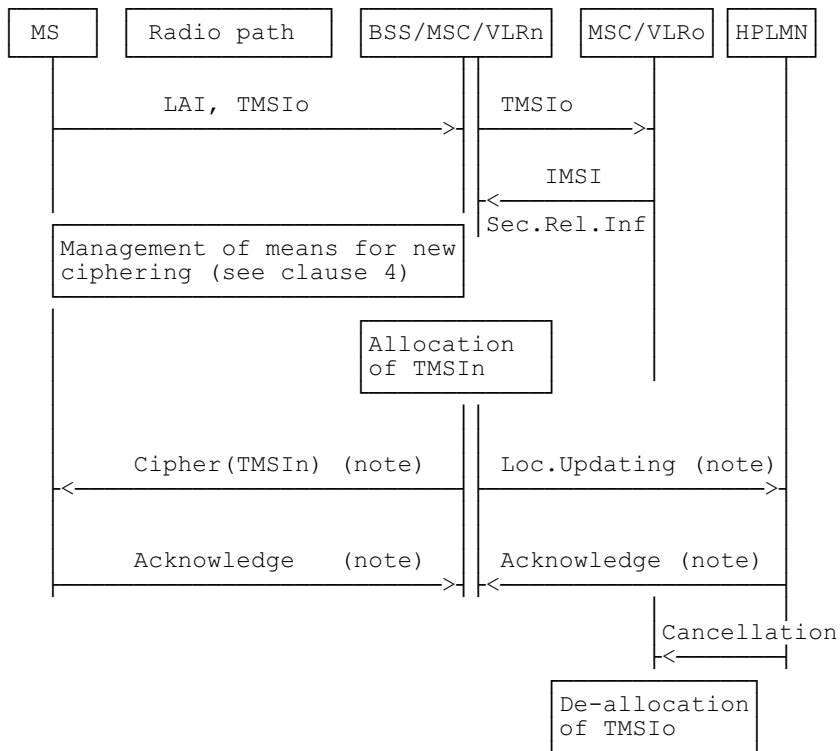 MS Radio path BSS/MSC/VLRn MSC/VLRo HPLMN
LAI, TMSIo TMSIo
IMSI
Sec.Rel.Inf
Management of means for new
ciphering (see clause 4)
Allocation
of TMSIn
Cipher(TMSIn) (note) Loc.Updating (note)
Acknowledge (note) Acknowledge (note)
Cancellation
De-allocation
of TMSIo